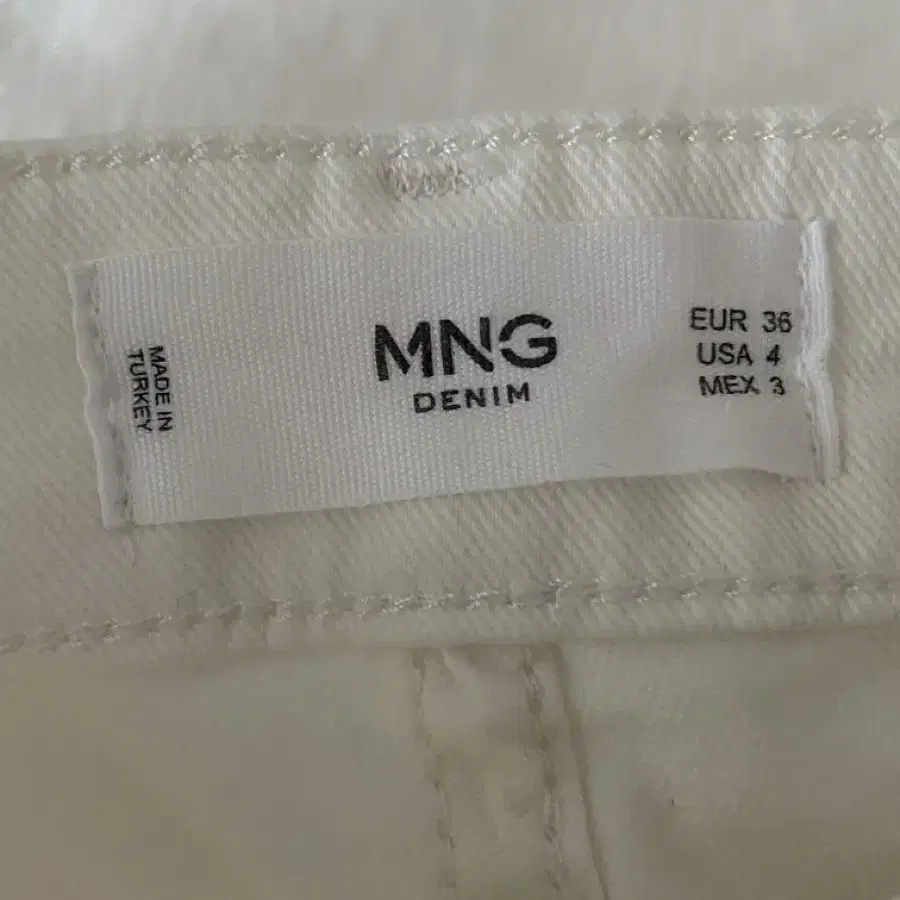 MADE IN
TURKEY
MNG
DENIM
EUR 36
USA 4
MEX 3